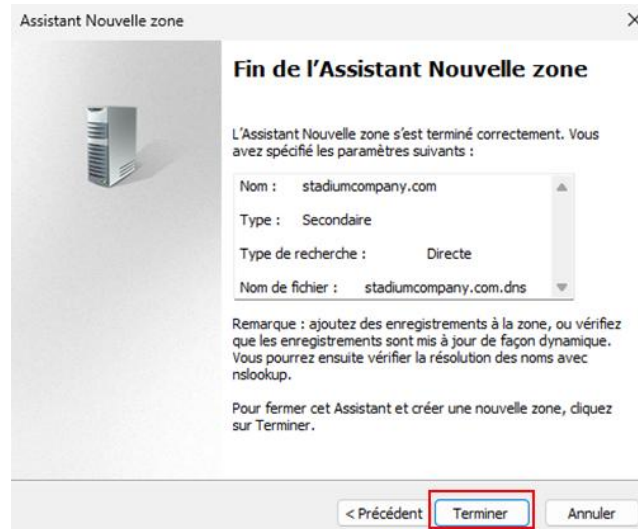 Assistant Nouvelle zone
Fin de l'Assistant Nouvelle zone
L'Assistant Nouvelle zone s'est terminé correctement. Vous
avez spécifié les paramètres suivants :
Nom : stadiumcompany.com
Type : Secondaire
Type de recherche : Directe
Nom de fichier : stadiumcompany.com.dns
Remarque : ajoutez des enregistrements à la zone, ou vérifiez
que les enregistrements sont mis à jour de façon dynamique.
Vous pourrez ensuite vérifier la résolution des noms avec
nslookup.
Pour fermer cet Assistant et créer une nouvelle zone, cliquez
sur Terminer.
< Précédent Terminer Annuler